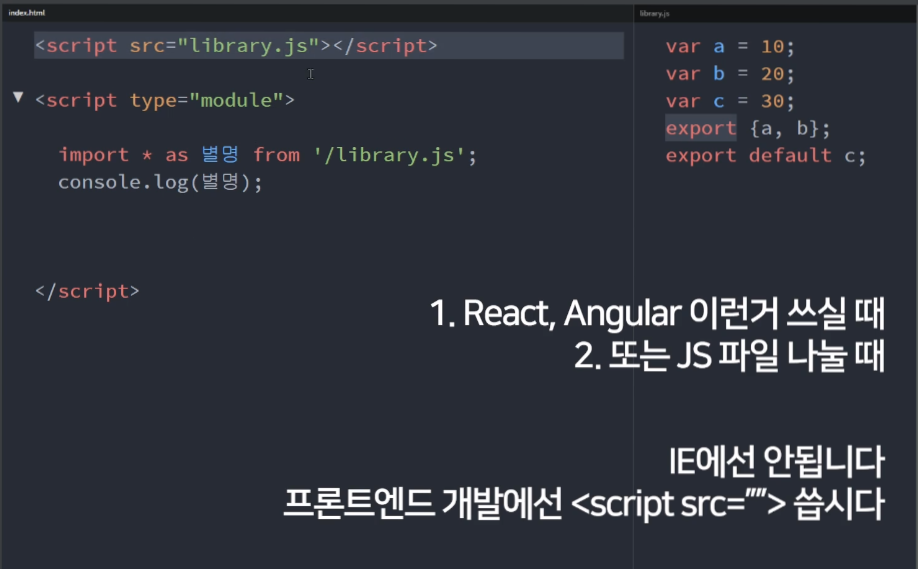 index.html
<script src="library.js"></script>
▼ <script type="module">
import * as 별명 from '/library.js';
console.log(별명);
</script>
library.js
var a = 10;
var b = 20;
var c = 30;
export {a, b};
export default c;
1. React, Angular 이런거 쓰실 때
2. 또는 JS 파일 나눌 때
IE에선 안됩니다
프론트엔드 개발에선 <script src=""> 씁시다